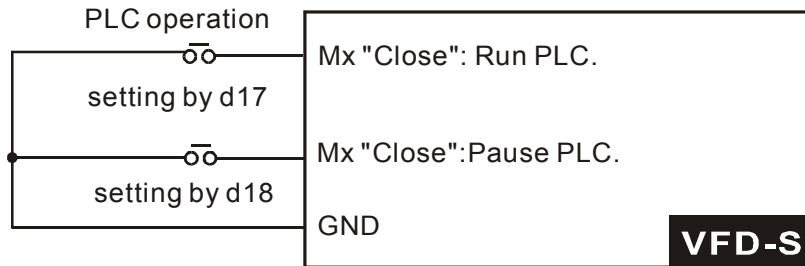 PLC operation
Mx "Close": Run PLC.
setting by d17
Mx "Close":Pause PLC.
setting by d18
GND
VFD-S